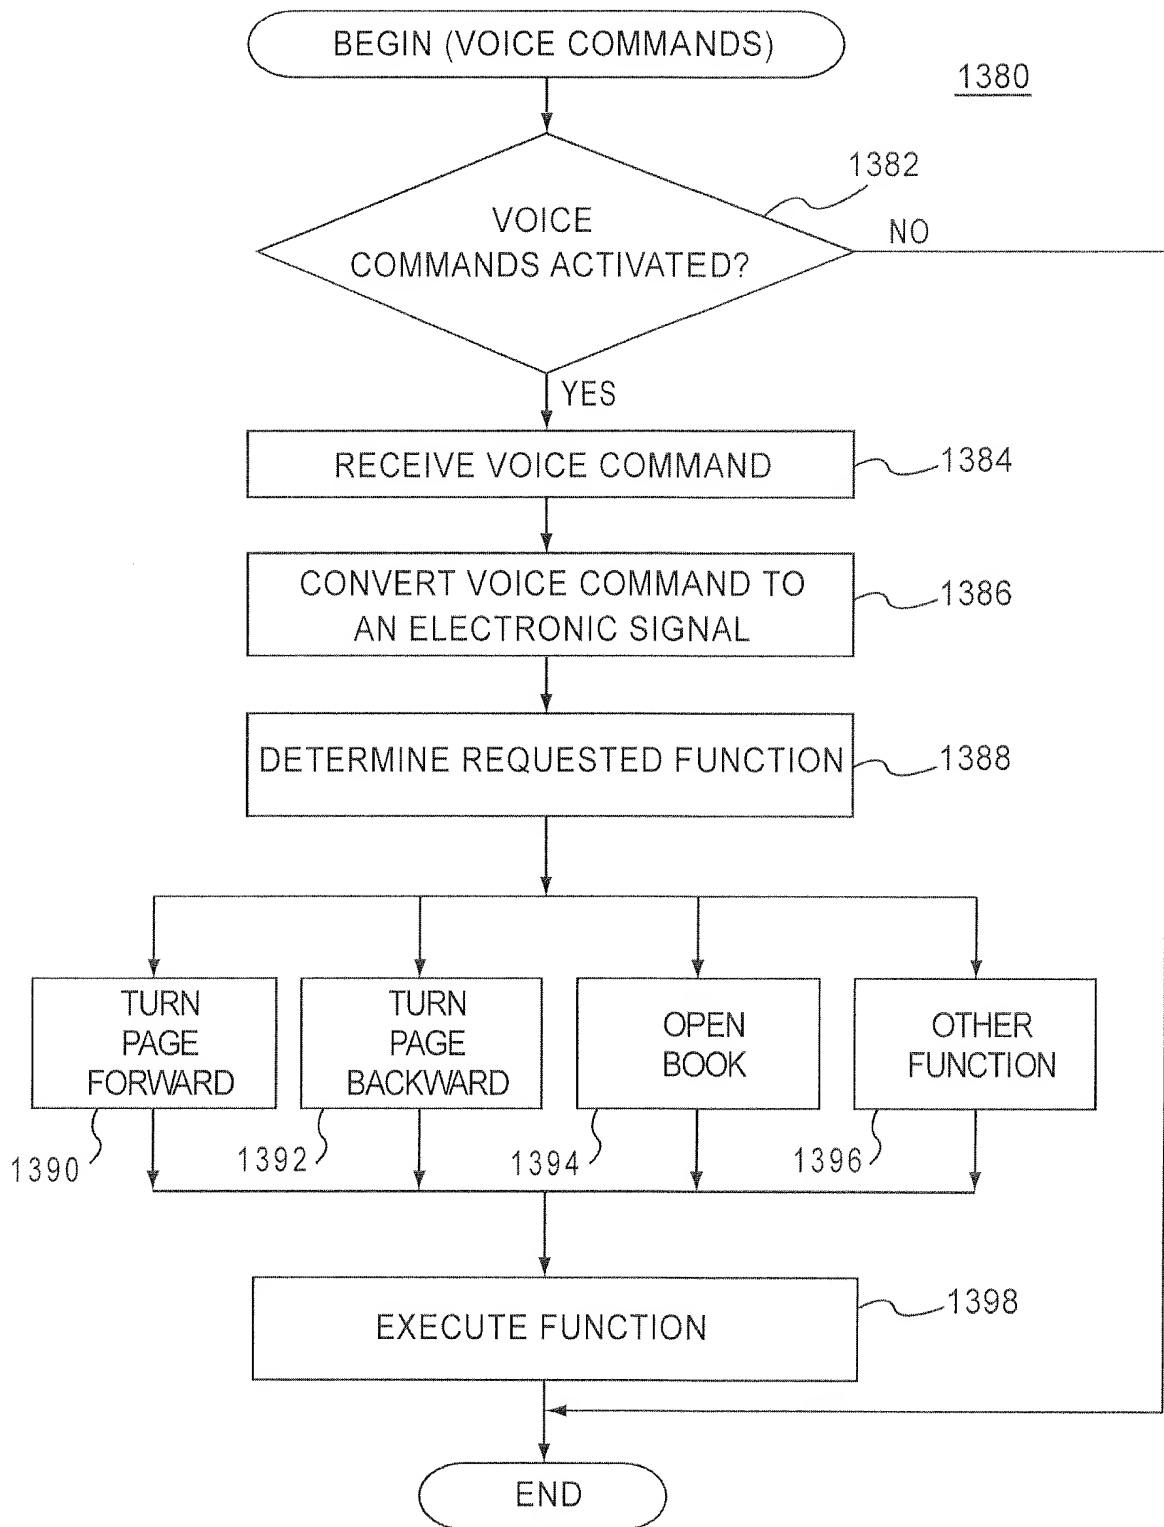 BEGIN (VOICE COMMANDS)
1380
1382
VOICE
COMMANDS ACTIVATED?
NO
YES
RECEIVE VOICE COMMAND
1384
CONVERT VOICE COMMAND TO
AN ELECTRONIC SIGNAL
1386
DETERMINE REQUESTED FUNCTION
1388
TURN
PAGE
FORWARD
TURN
PAGE
BACKWARD
OPEN
BOOK
OTHER
FUNCTION
1390
1392
1394
1396
EXECUTE FUNCTION
1398
END